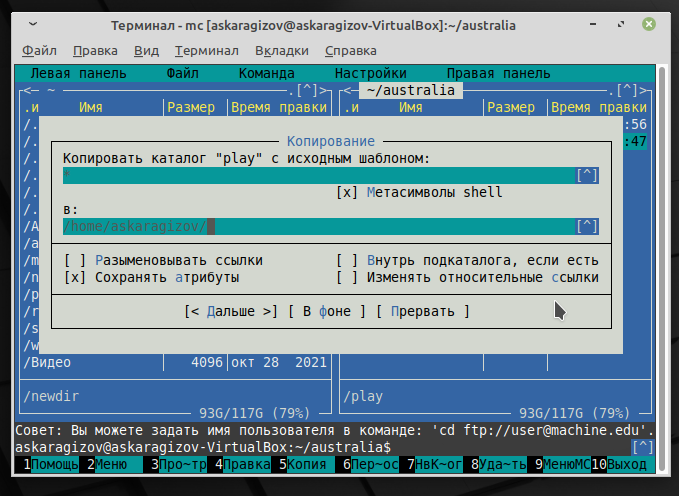 Терминал - mc [askaragizov@askaragizov-VirtualBox]:~/australia
Файл Правка Вид Терминал Вкладки Справка
Левая панель Файл Команда Настройки Правая панель
<— ~ .[^]> <— ~/australia .[^]>
.и Имя Размер Время правки .и Имя Размер Время правки
/. :56
/. :47
/.
/.
/.
/.
/A
/a
/m
/n
/p
/r
/s
/w
Копирование
Копировать каталог "play" с исходным шаблоном:
* [^]
[x] Метасимволы shell
в:
/home/askaragizov/ [^]
[ ] Разыменовывать ссылки [ ] Внутрь подкаталога, если есть
[x] Сохранять атрибуты [ ] Изменять относительные ссылки
[< Дальше >] [ В фоне ] [ Прервать ]
/Видео 4096 окт 28 2021
/newdir /play
93G/117G (79%) 93G/117G (79%)
Совет: Вы можете задать имя пользователя в команде: 'cd ftp://user@machine.edu'.
askaragizov@askaragizov-VirtualBox:~/australia$ [^]
1Помощь 2Меню 3Про~тр 4Правка 5Копия 6Пер~ос 7НвК~ог 8Уда~ть 9МенюМС 10Выход